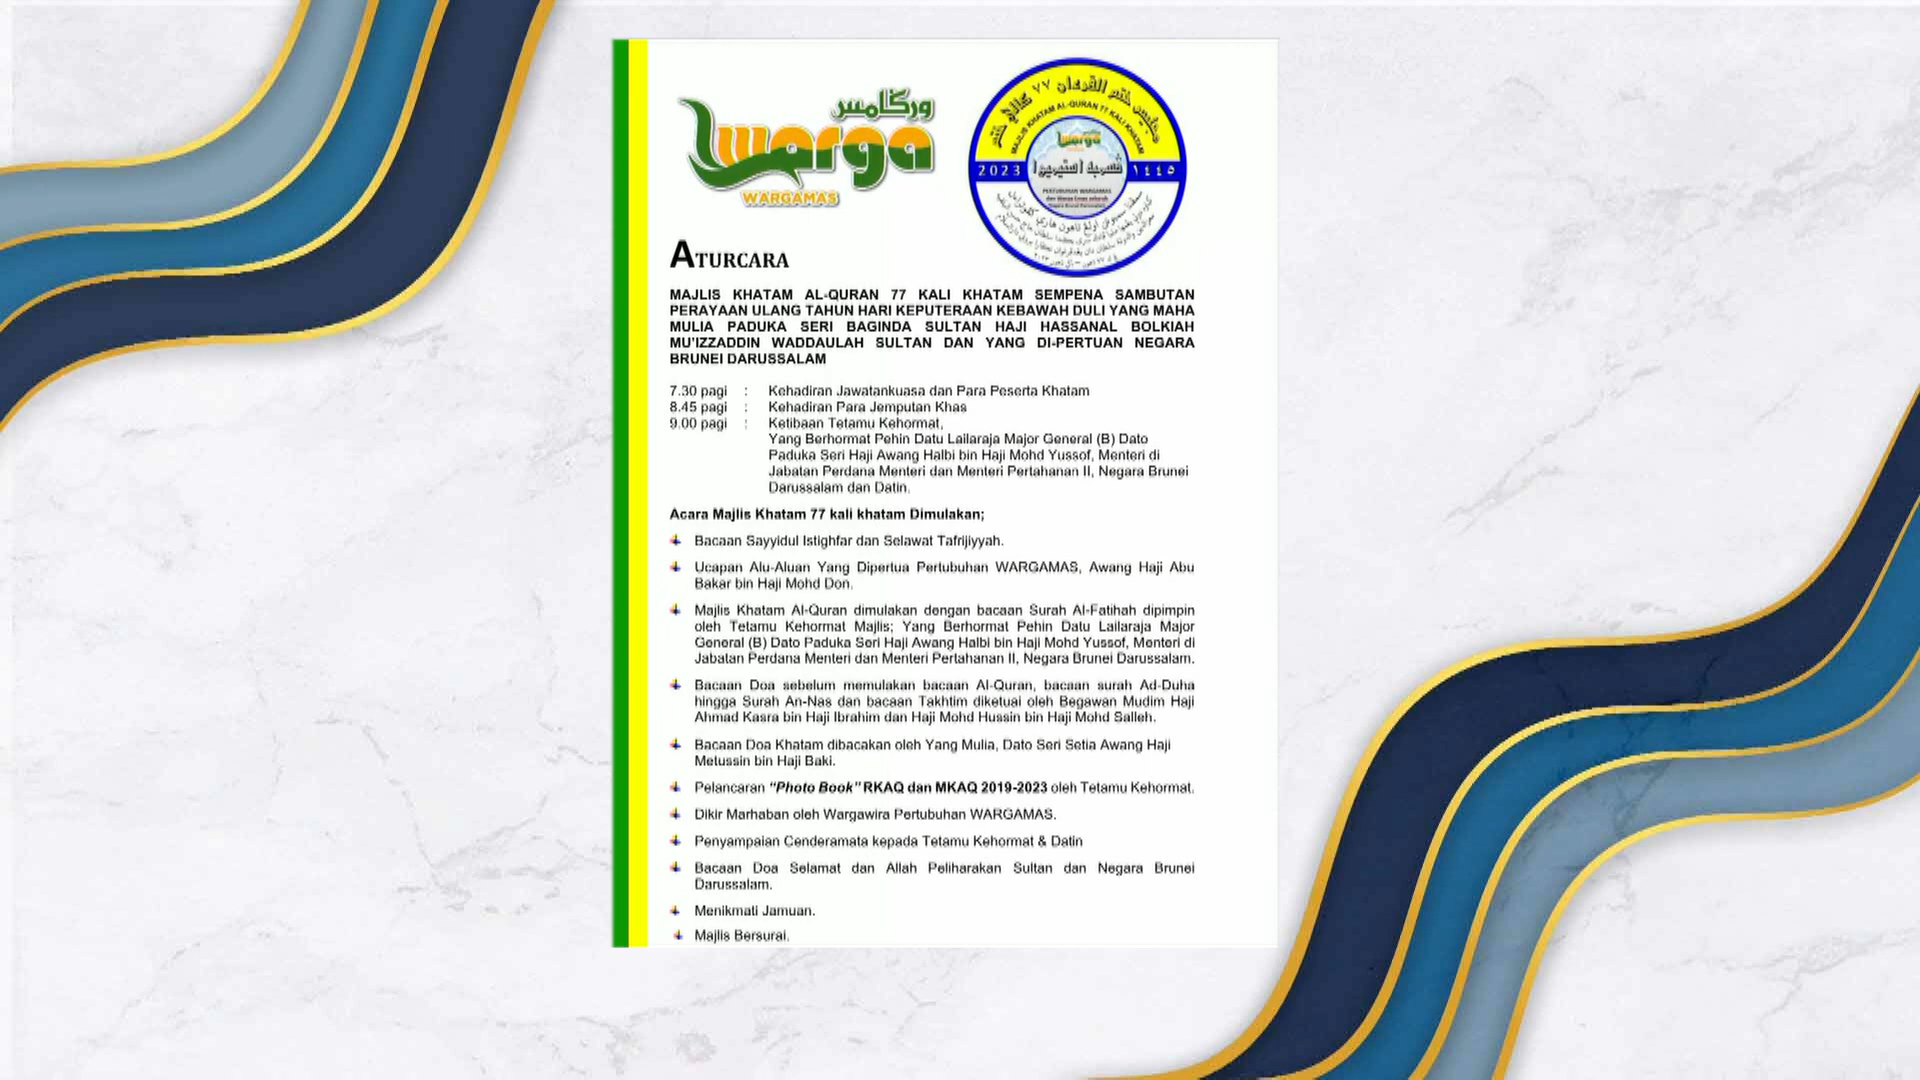 وركامس
warga
WARGAMAS
مجليس ختم القرءان ٧٧ كالي ختم
MAJLIS KHATAM AL-QURAN 77 KALI KHATAM
2023
١٤٤٥
PERTUBUHAN WARGAMAS
ATURCARA
MAJLIS KHATAM AL-QURAN 77 KALI KHATAM SEMPENA SAMBUTAN
PERAYAAN ULANG TAHUN HARI KEPUTERAAN KEBAWAH DULI YANG MAHA
MULIA PADUKA SERI BAGINDA SULTAN HAJI HASSANAL BOLKIAH
MU'IZZADDIN WADDAULAH SULTAN DAN YANG DI-PERTUAN NEGARA
BRUNEI DARUSSALAM
7.30 pagi : Kehadiran Jawatankuasa dan Para Peserta Khatam
8.45 pagi : Kehadiran Para Jemputan Khas
9.00 pagi : Ketibaan Tetamu Kehormat,
Yang Berhormat Pehin Datu Lailaraja Major General (B) Dato
Paduka Seri Haji Awang Halbi bin Haji Mohd Yussof, Menteri di
Jabatan Perdana Menteri dan Menteri Pertahanan II, Negara Brunei
Darussalam dan Datin.
Acara Majlis Khatam 77 kali khatam Dimulakan;
Bacaan Sayyidul Istighfar dan Selawat Tafrijiyyah.
Ucapan Alu-Aluan Yang Dipertua Pertubuhan WARGAMAS, Awang Haji Abu
Bakar bin Haji Mohd Don.
Majlis Khatam Al-Quran dimulakan dengan bacaan Surah Al-Fatihah dipimpin
oleh Tetamu Kehormat Majlis; Yang Berhormat Pehin Datu Lailaraja Major
General (B) Dato Paduka Seri Haji Awang Halbi bin Haji Mohd Yussof, Menteri di
Jabatan Perdana Menteri dan Menteri Pertahanan II, Negara Brunei Darussalam.
Bacaan Doa sebelum memulakan bacaan Al-Quran, bacaan surah Ad-Duha
hingga Surah An-Nas dan bacaan Takhtim diketuai oleh Begawan Mudim Haji
Ahmad Kasra bin Haji Ibrahim dan Haji Mohd Hussin bin Haji Mohd Salleh.
Bacaan Doa Khatam dibacakan oleh Yang Mulia, Dato Seri Setia Awang Haji
Metussin bin Haji Baki.
Pelancaran “Photo Book” RKAQ dan MKAQ 2019-2023 oleh Tetamu Kehormat.
Dikir Marhaban oleh Wargawira Pertubuhan WARGAMAS.
Penyampaian Cenderamata kepada Tetamu Kehormat & Datin
Bacaan Doa Selamat dan Allah Peliharakan Sultan dan Negara Brunei
Darussalam.
Menikmati Jamuan.
Majlis Bersurai.